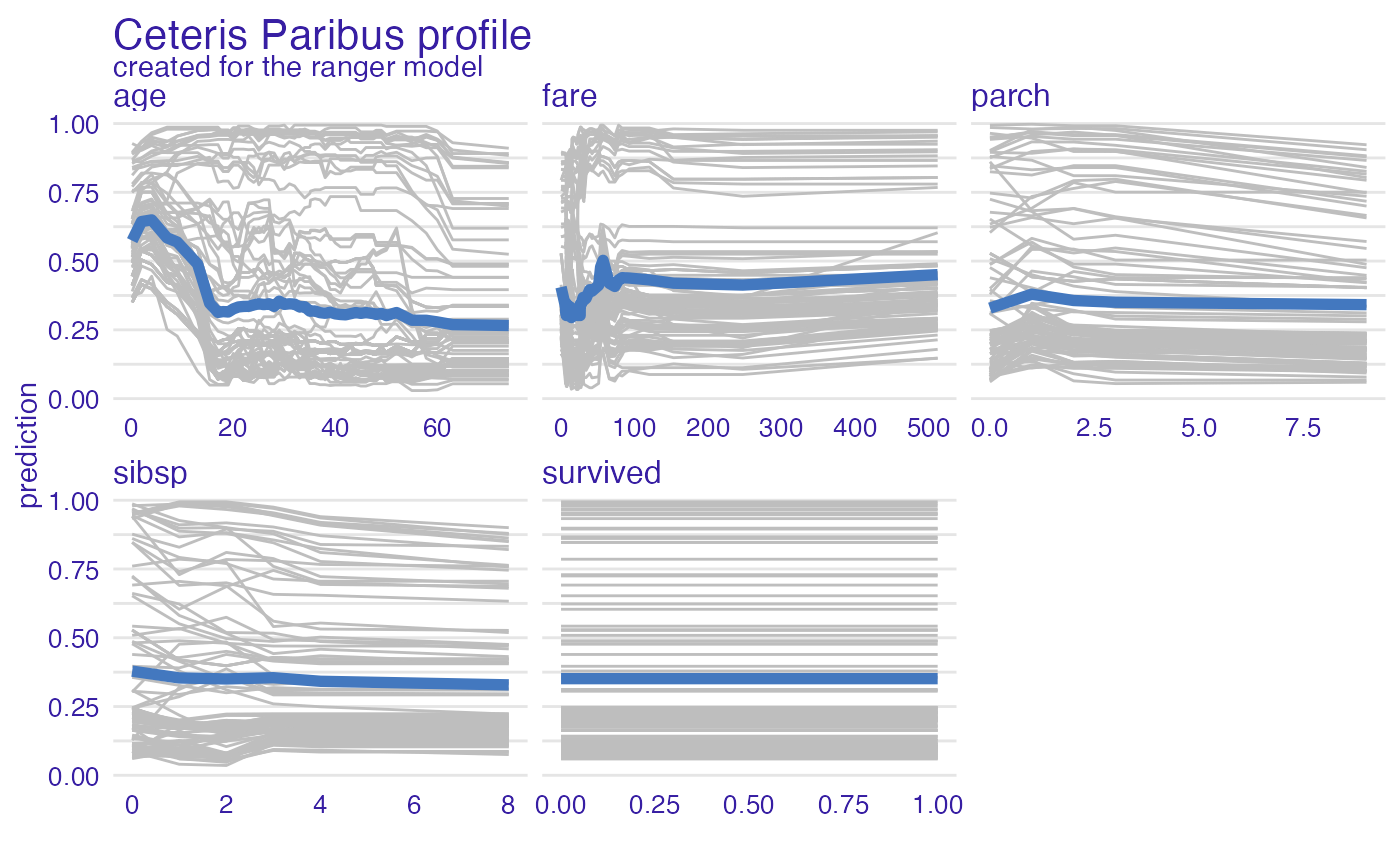 Ceteris Paribus profile
created for the ranger model
age
fare
parch
1.00
0.75
0.50
0.25
0.00
0 20 40 60
0 100 200 300 400 500
0.0 2.5 5.0 7.5
prediction
sibsp
survived
1.00
0.75
0.50
0.25
0.00
0 2 4 6 8
0.00 0.25 0.50 0.75 1.00